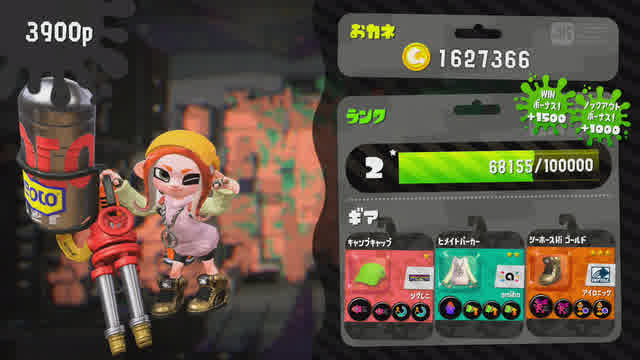 3900p
おカネ
1627366
WIN
ボーナス!
+1500
ノックアウト
ボーナス!
+1000
ランク
2
68155/100000
ギア
キャンプキャップ
ジグレニ
ヒメイトパーカー
amiibo
シーホースHi ゴールド
アイロニック